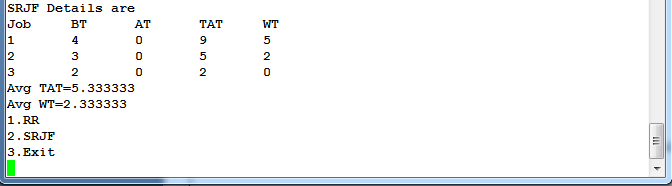 SRJF Details are
Job BT AT TAT WT
1 4 0 9 5
2 3 0 5 2
3 2 0 2 0
Avg TAT=5.333333
Avg WT=2.333333
1.RR
2.SRJF
3.Exit